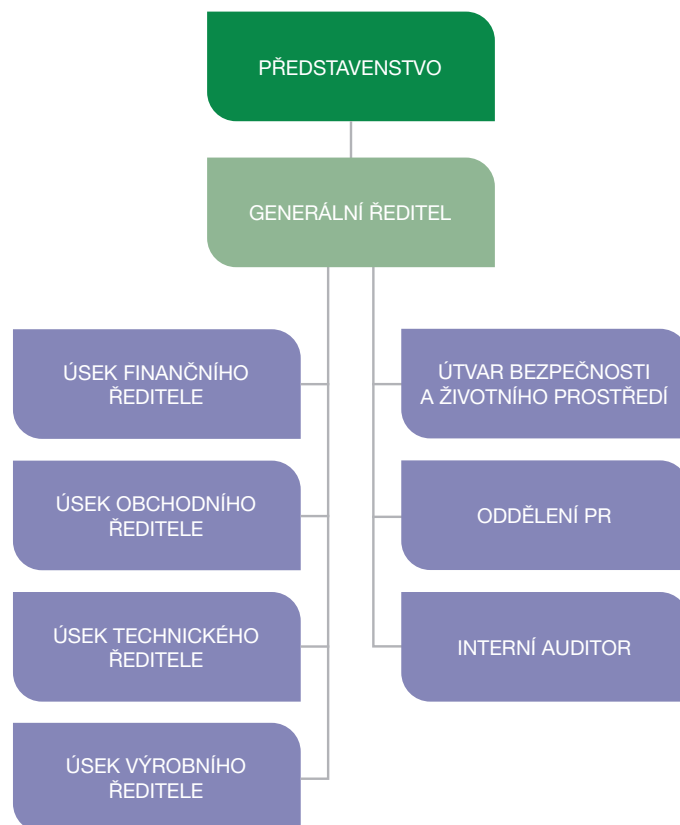 PŘEDSTAVENSTVO
GENERÁLNÍ ŘEDITEL
ÚSEK FINANČNÍHO
ŘEDITELE
ÚSEK OBCHODNÍHO
ŘEDITELE
ÚSEK TECHNICKÉHO
ŘEDITELE
ÚSEK VÝROBNÍHO
ŘEDITELE
ÚTVAR BEZPEČNOSTI
A ŽIVOTNÍHO PROSTŘEDÍ
ODDĚLENÍ PR
INTERNÍ AUDITOR